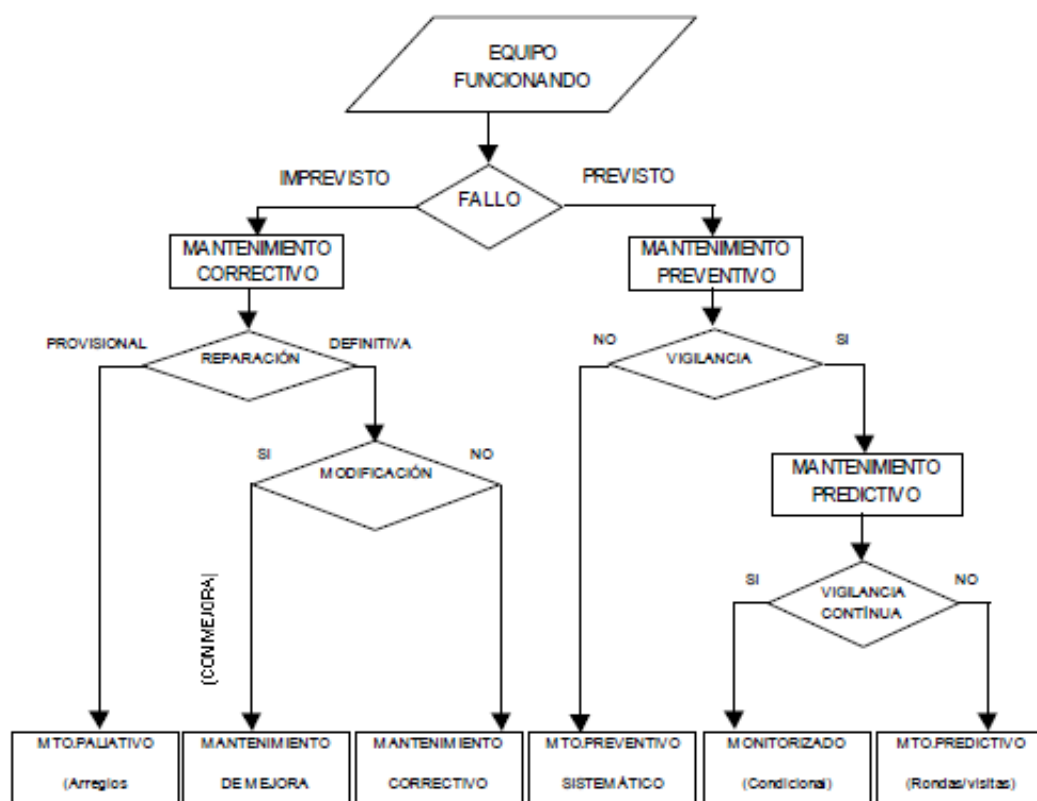 EQUIPO
FUNCIONANDO
IMPREVISTO
PREVISTO
FALLO
MANTENIMIENTO
CORRECTIVO
MANTENIMIENTO
PREVENTIVO
PROVISIONAL
REPARACIÓN
DEFINITIVA
NO
VIGILANCIA
SI
SI
MODIFICACIÓN
NO
MANTENIMIENTO
PREDICTIVO
(CON MEJORA)
SI
VIGILANCIA
CONTÍNUA
NO
MTO.PALIATIVO
(Arreglos
MANTENIMIENTO
DE MEJORA
MANTENIMIENTO
CORRECTIVO
MTO.PREVENTIVO
SISTEMÁTICO
MONITORIZADO
(Condicional)
MTO.PREDICTIVO
(Rondas/visitas)